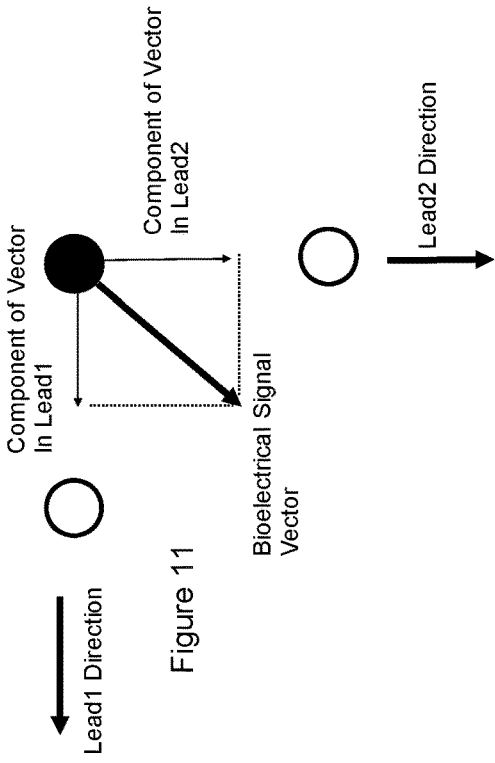 Component of Vector
In Lead1
Component of Vector
In Lead2
Lead1 Direction
Lead2 Direction
Bioelectrical Signal
Vector
Figure 11